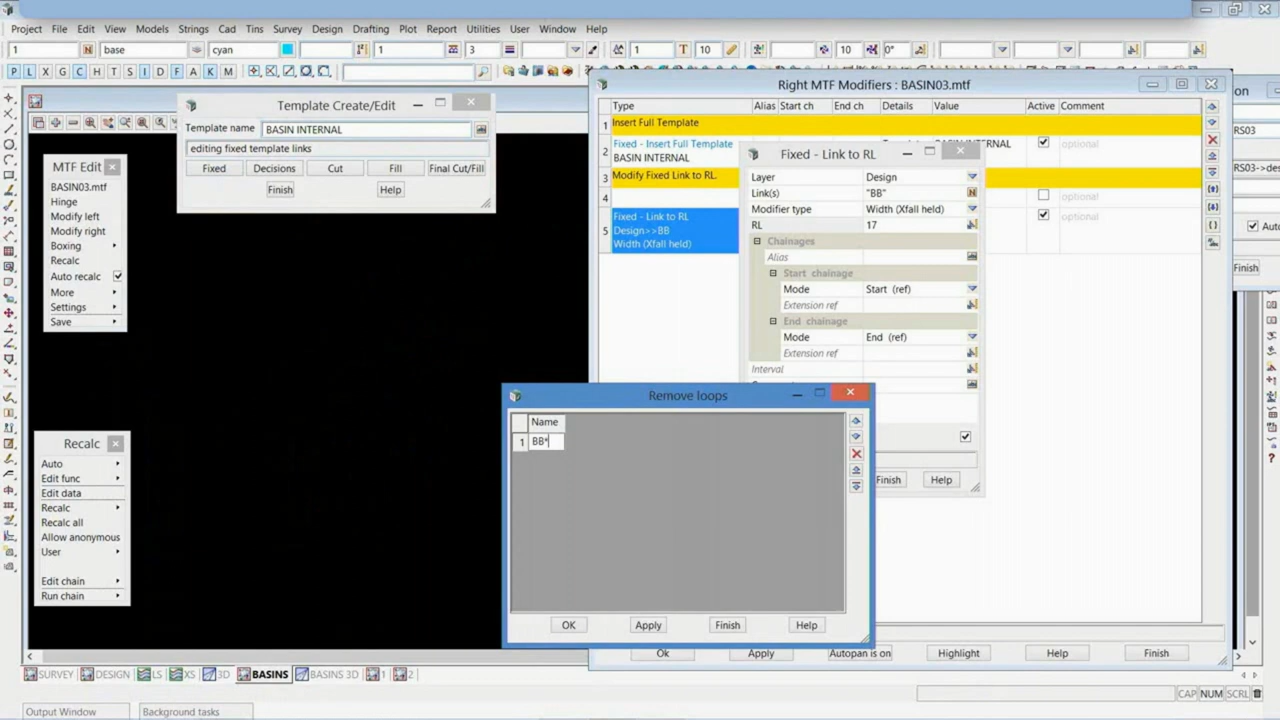 Project File Edit View Models Strings Cad Tins Survey Design Drafting Plot Report Utilities User Window Help
1 base cyan 1 3 1 10 10 0°
P L X G C H T S I D F A K M
Template Create/Edit
Template name BASIN INTERNAL
editing fixed template links
Fixed Decisions Cut Fill Final Cut/Fill
Finish Help
MTF Edit
BASIN03.mtf
Hinge
Modify left
Modify right
Boxing
Recalc
Auto recalc
More
Settings
Save
Recalc
Auto
Edit func
Edit data
Recalc
Recalc all
Allow anonymous
User
Edit chain
Run chain
Right MTF Modifiers : BASIN03.mtf
Type Alias Start ch End ch Details Value Active Comment
1 Insert Full Template
2 Fixed - Insert Full Template
BASIN INTERNAL
optional
3 Modify Fixed Link to RL.
4 optional
5 Fixed - Link to RL
Design>>BB
Width (Xfall held)
optional
Ok Apply Autopan is on Highlight Help Finish
Fixed - Link to RL
Layer Design
Link(s) "BB"
Modifier type Width (Xfall held)
RL 17
Chainages
Alias
Start chainage
Mode Start (ref)
Extension ref
End chainage
Mode End (ref)
Extension ref
Interval
Finish Help
Remove loops
Name
1 BB*
OK Apply Finish Help
on
RS03
RS03->des
Auto
Finish
SURVEY DESIGN LS XS 3D BASINS BASINS 3D 1 2
CAP NUM SCRL
Output Window Background tasks